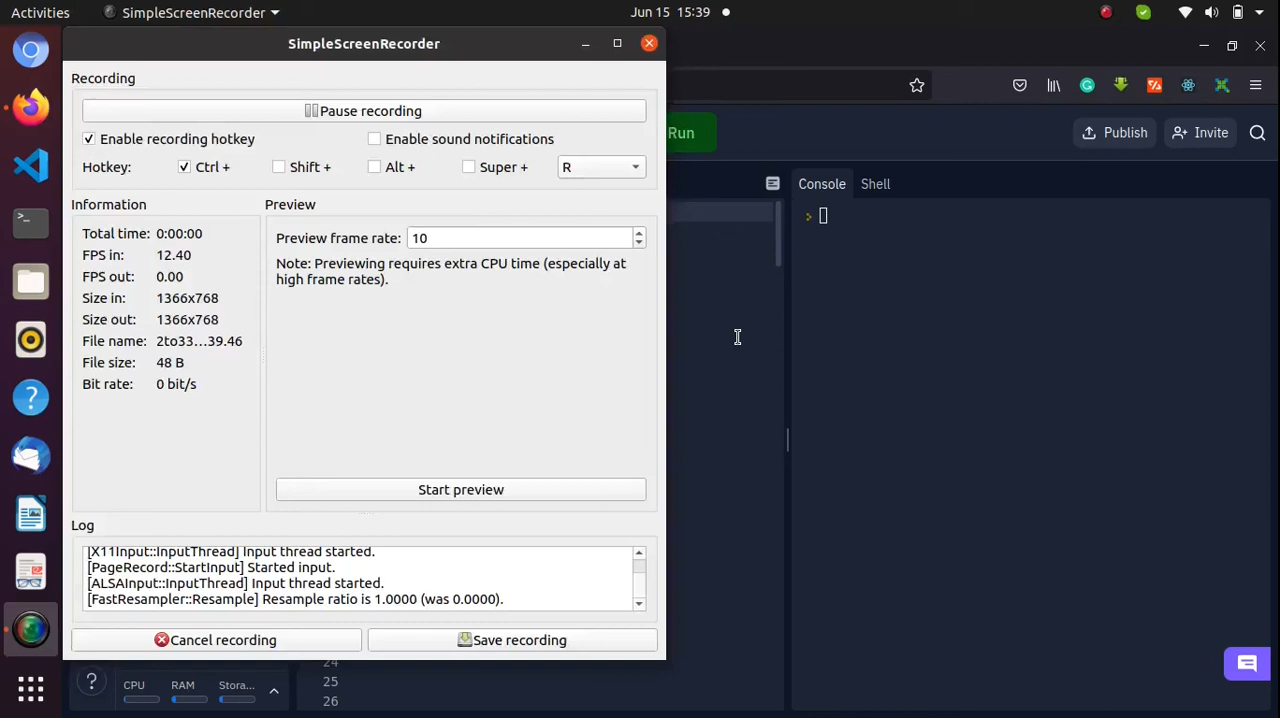 Activities
SimpleScreenRecorder
Jun 15 15:39
SimpleScreenRecorder
Recording
Pause recording
Enable recording hotkey
Enable sound notifications
Hotkey:
Ctrl +
Shift +
Alt +
Super +
R
Information
Total time: 0:00:00
FPS in: 12.40
FPS out: 0.00
Size in: 1366x768
Size out: 1366x768
File name: 2to33...39.46
File size: 48 B
Bit rate: 0 bit/s
Preview
Preview frame rate: 10
Note: Previewing requires extra CPU time (especially at
high frame rates).
Start preview
Log
[X11Input::InputThread] Input thread started.
[PageRecord::StartInput] Started input.
[ALSAInput::InputThread] Input thread started.
[FastResampler::Resample] Resample ratio is 1.0000 (was 0.0000).
Cancel recording
Save recording
Run
Publish
Invite
Console
Shell
>
24
25
26
CPU
RAM
Stora...